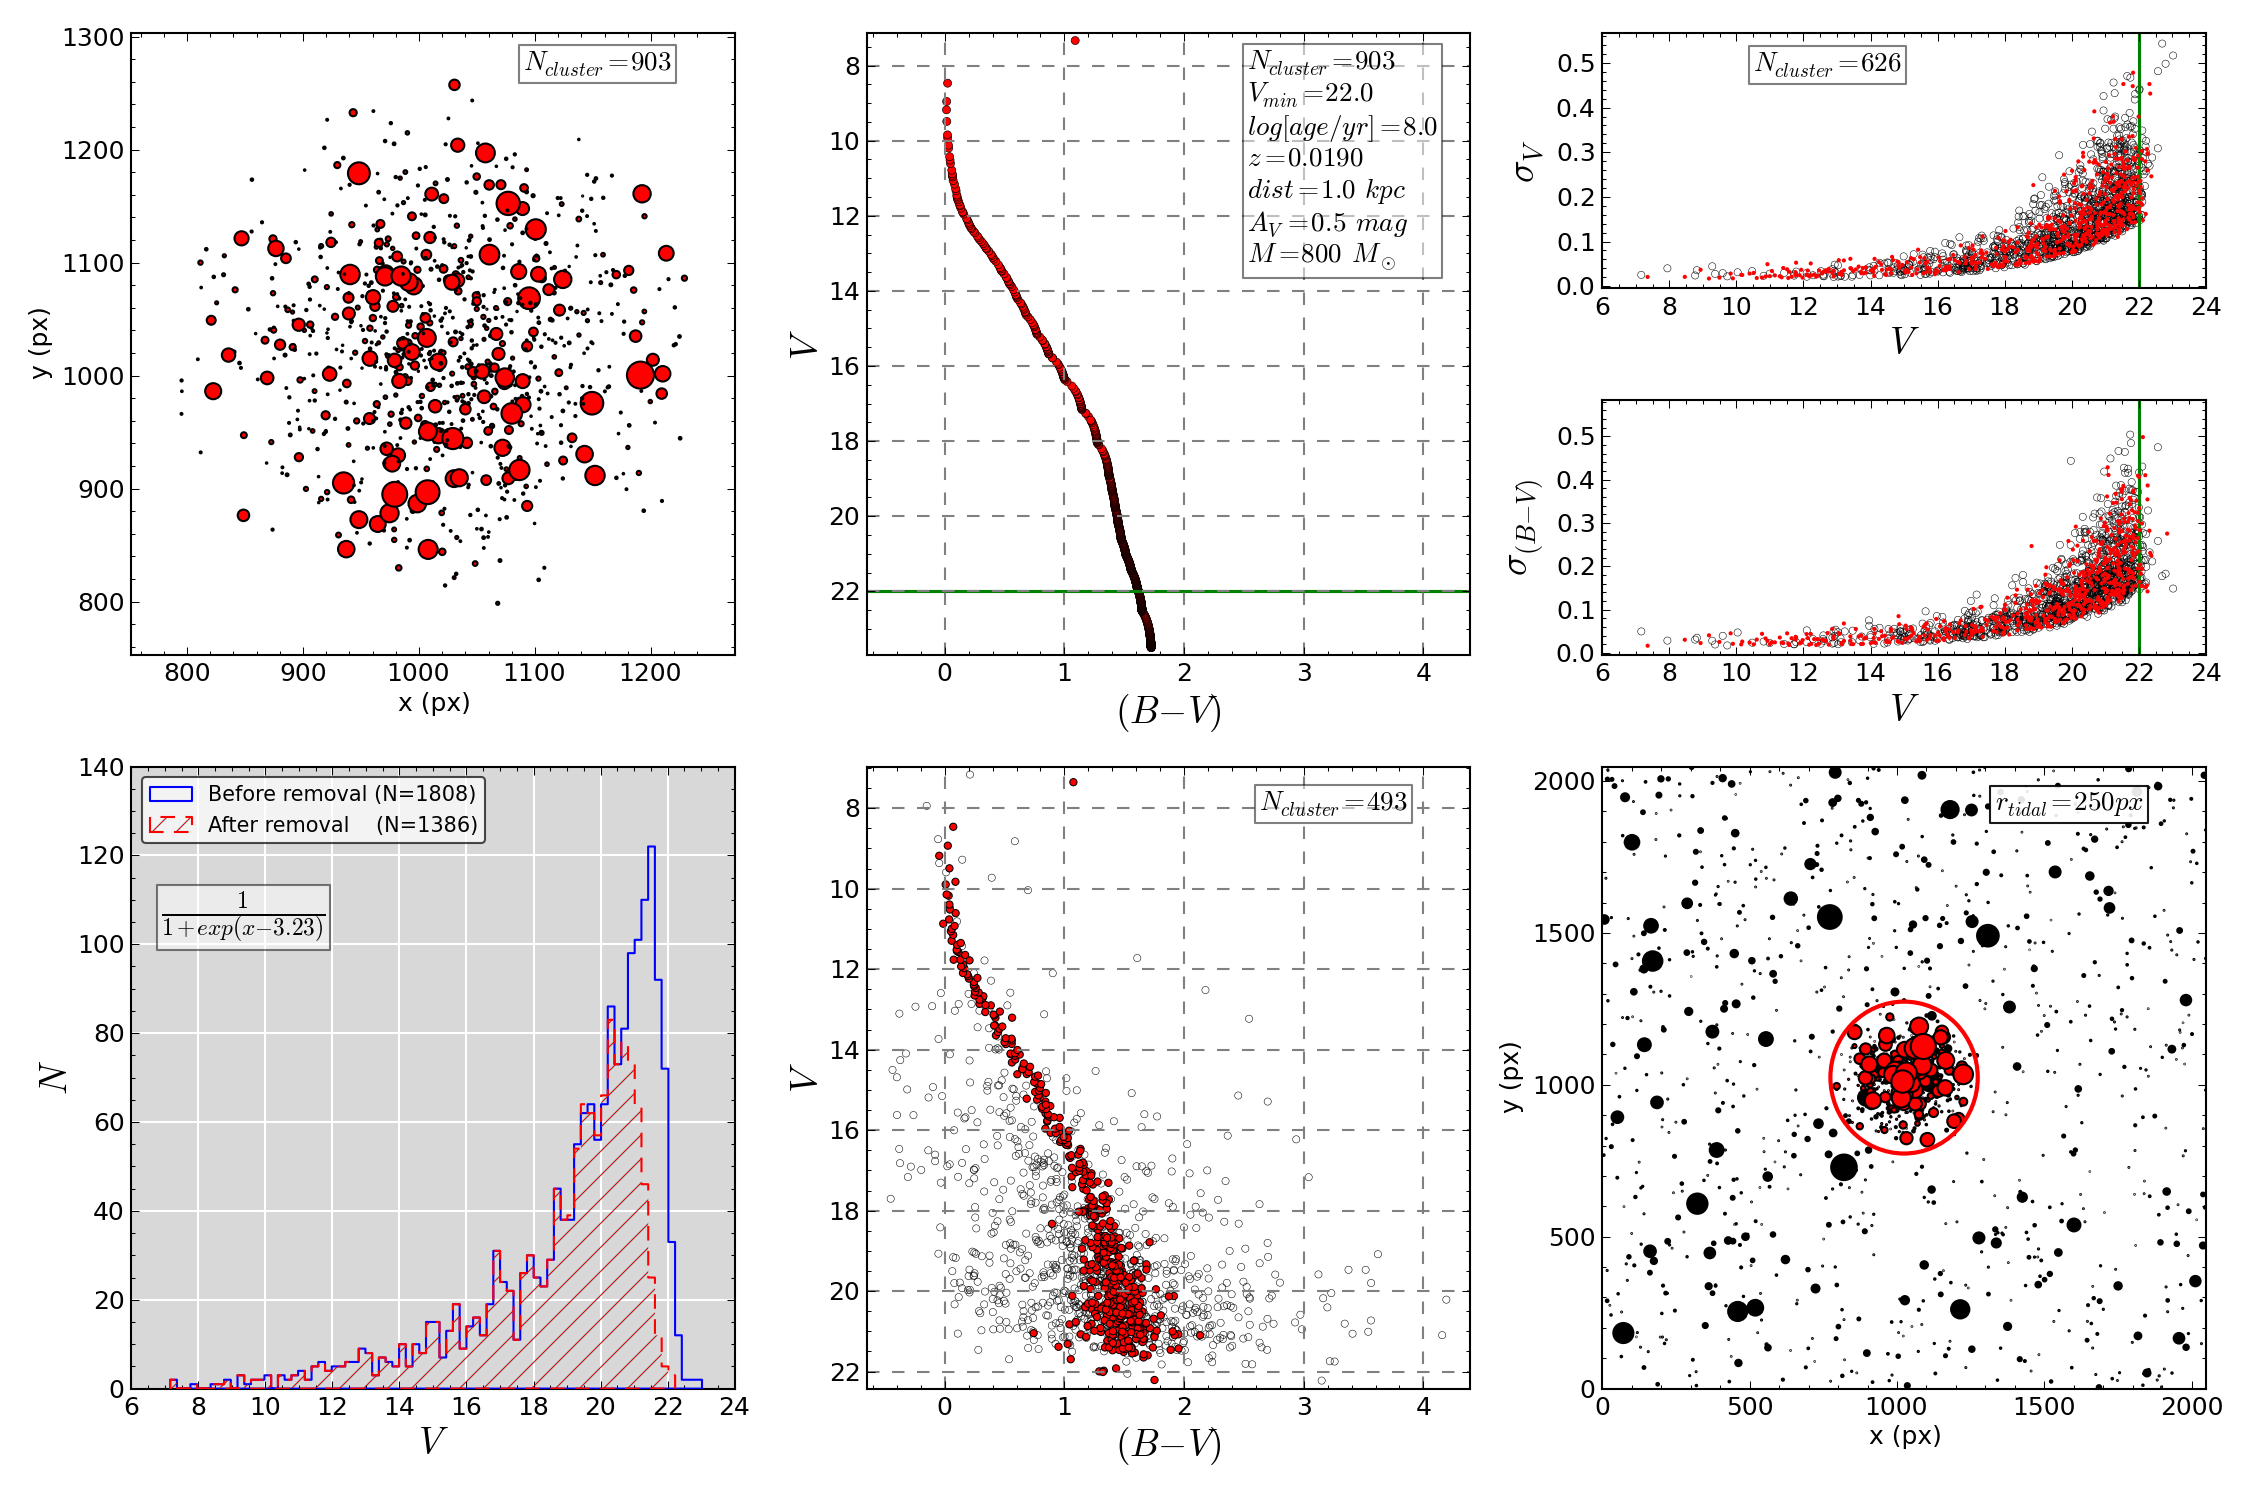 N_cluster=903
1300
1200
1100
1000
900
800
y (px)
800 900 1000 1100 1200
x (px)
N_cluster=903
V_min=22.0
log[age/yr]=8.0
z=0.0190
dist=1.0 kpc
A_V=0.5 mag
M=800 M_⊙
8
10
12
14
16
18
20
22
V
0 1 2 3 4
(B−V)
N_cluster=626
0.5
0.4
0.3
0.2
0.1
0.0
σ_V
6 8 10 12 14 16 18 20 22 24
V
0.5
0.4
0.3
0.2
0.1
0.0
σ_(B−V)
6 8 10 12 14 16 18 20 22 24
V
140
120
100
80
60
40
20
0
N
Before removal (N=1808)
After removal (N=1386)
1
1+exp(x−3.23)
6 8 10 12 14 16 18 20 22 24
V
N_cluster=493
8
10
12
14
16
18
20
22
V
0 1 2 3 4
(B−V)
r_tidal=250px
2000
1500
1000
500
0
y (px)
0 500 1000 1500 2000
x (px)